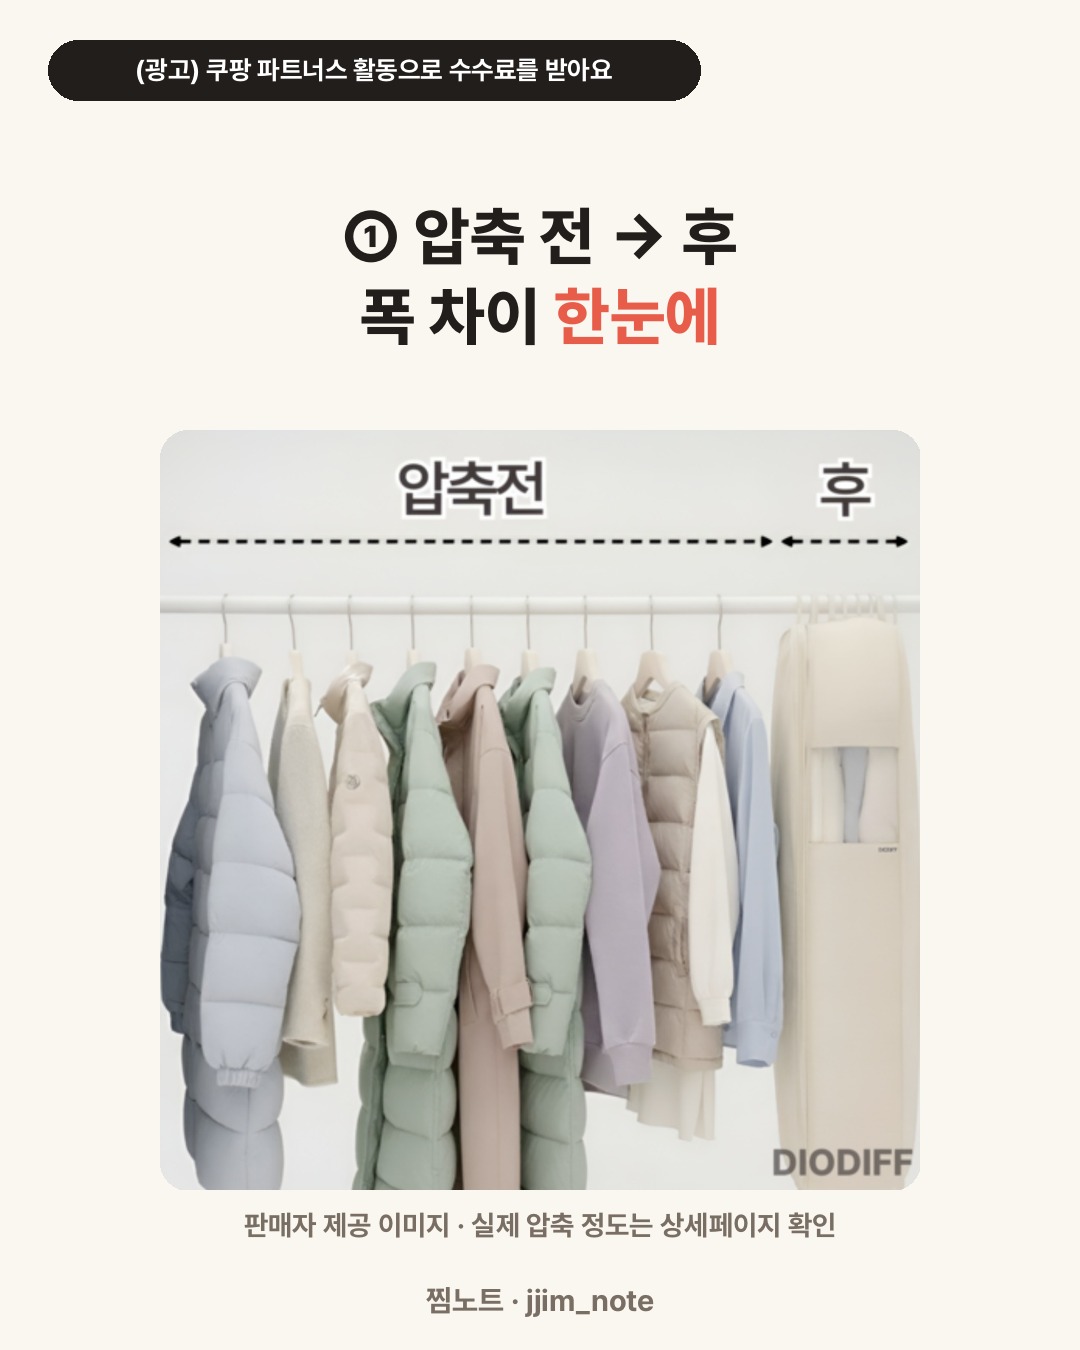 (광고) 쿠팡 파트너스 활동으로 수수료를 받아요
① 압축 전 → 후
폭 차이 한눈에
압축전
후
DIODIFF
DIODIFF
판매자 제공 이미지 · 실제 압축 정도는 상세페이지 확인
찜노트 · jjim_note